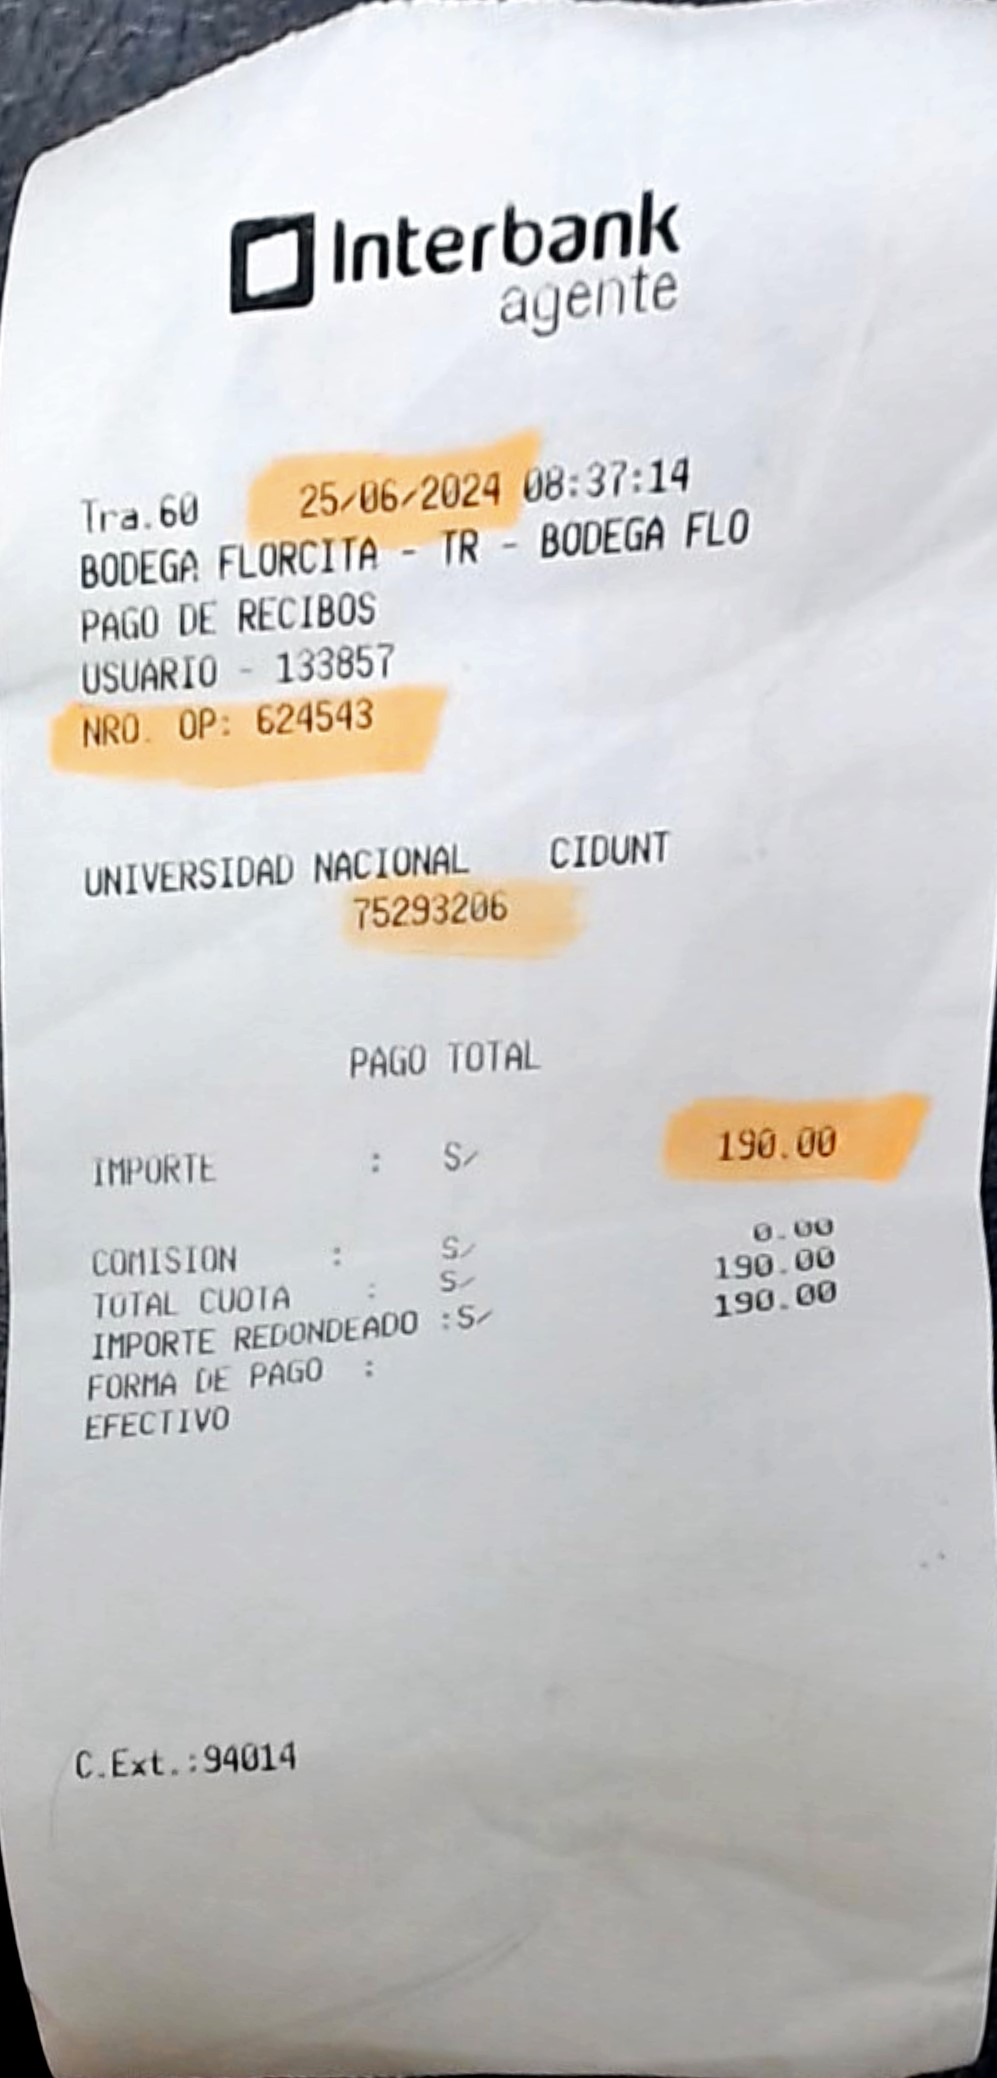 Interbank
agente
Tra.60 25/06/2024 08:37:14
BODEGA FLORCITA - TR - BODEGA FLO
PAGO DE RECIBOS
USUARIO - 133857
NRO. OP: 624543
UNIVERSIDAD NACIONAL CIDUNT
75293206
PAGO TOTAL
IMPORTE : S/ 190.00
COMISION : S/ 0.00
TOTAL CUOTA : S/ 190.00
IMPORTE REDONDEADO :S/ 190.00
FORMA DE PAGO :
EFECTIVO
C.Ext.:94014